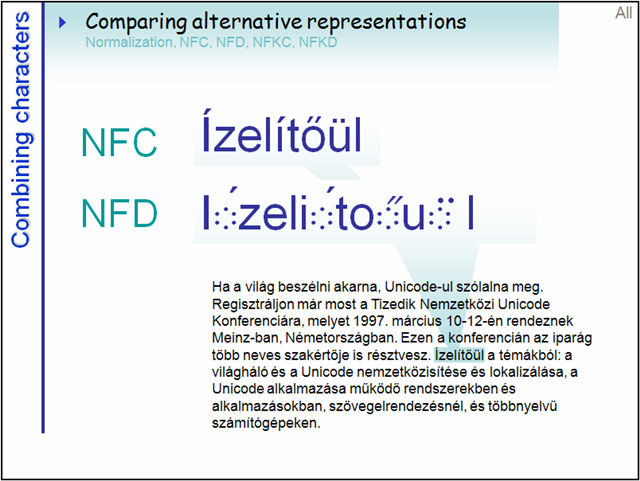 All
Comparing alternative representations
Normalization, NFC, NFD, NFKC, NFKD
Combining characters
NFC Ízelítőül
NFD I◌́zeli◌́to◌̋u◌̈l
Ha a világ beszélni akarna, Unicode-ul szólalna meg.
Regisztráljon már most a Tizedik Nemzetközi Unicode
Konferenciára, melyet 1997. március 10-12-én rendeznek
Meinz-ban, Németországban. Ezen a konferencián az iparág
több neves szakértője is résztvesz. Ízelítőül a témákból: a
világháló és a Unicode nemzetközisítése és lokalizálása, a
Unicode alkalmazása működő rendszerekben és
alkalmazásokban, szövegelrendezésnél, és többnyelvű
számítógépeken.